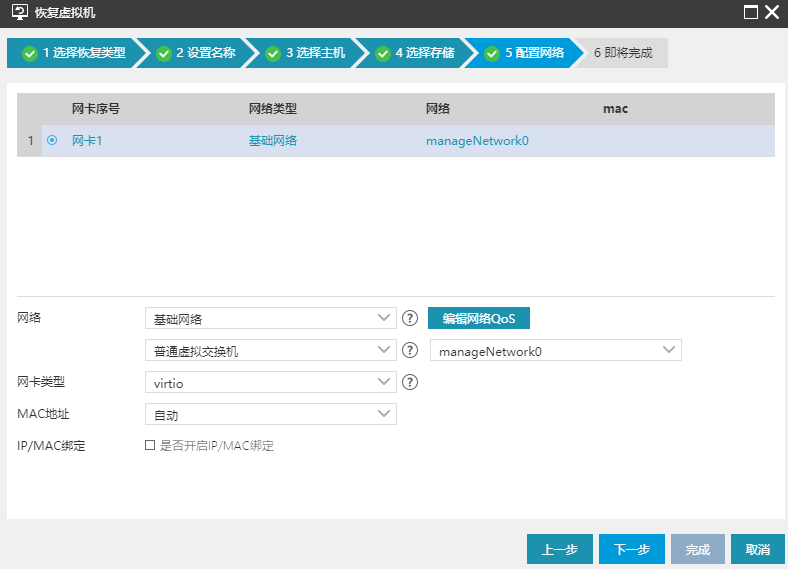 恢复虚拟机
1 选择恢复类型 2 设置名称 3 选择主机 4 选择存储 5 配置网络 6 即将完成
网卡序号 网络类型 网络 mac
1 网卡1 基础网络 manageNetwork0
网络 基础网络 ? 编辑网络QoS
普通虚拟交换机 ? manageNetwork0
网卡类型 virtio ?
MAC地址 自动
IP/MAC绑定 是否开启IP/MAC绑定
上一步 下一步 完成 取消